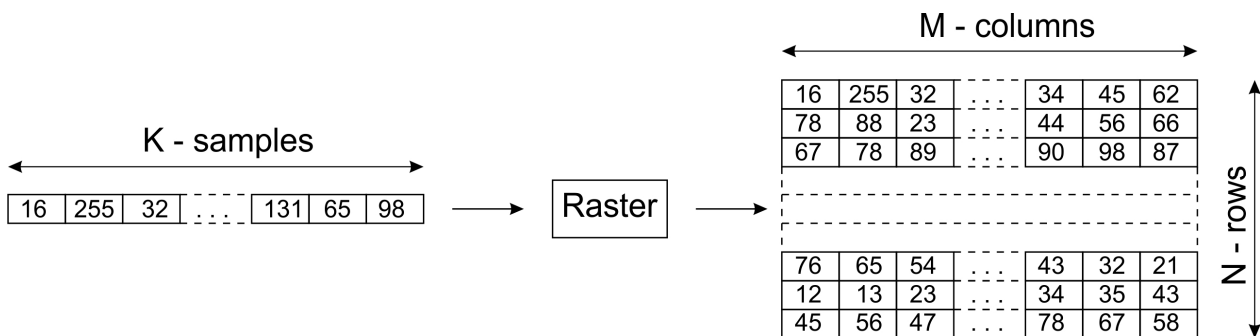 M - columns
16 255 32 . . . 34 45 62
78 88 23 . . . 44 56 66
67 78 89 . . . 90 98 87
K - samples
16 255 32 . . . 131 65 98
Raster
76 65 54 . . . 43 32 21
12 13 23 . . . 34 35 43
45 56 47 . . . 78 67 58
N - rows